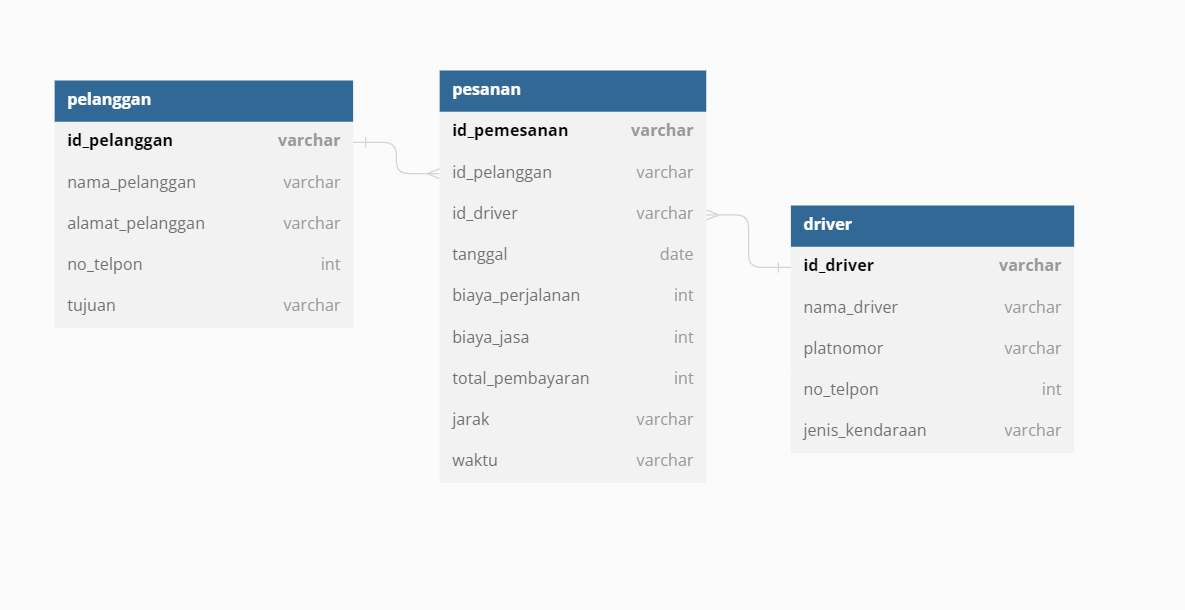 pelanggan
id_pelanggan varchar
nama_pelanggan varchar
alamat_pelanggan varchar
no_telpon int
tujuan varchar
pesanan
id_pemesanan varchar
id_pelanggan varchar
id_driver varchar
tanggal date
biaya_perjalanan int
biaya_jasa int
total_pembayaran int
jarak varchar
waktu varchar
driver
id_driver varchar
nama_driver varchar
platnomor varchar
no_telpon int
jenis_kendaraan varchar